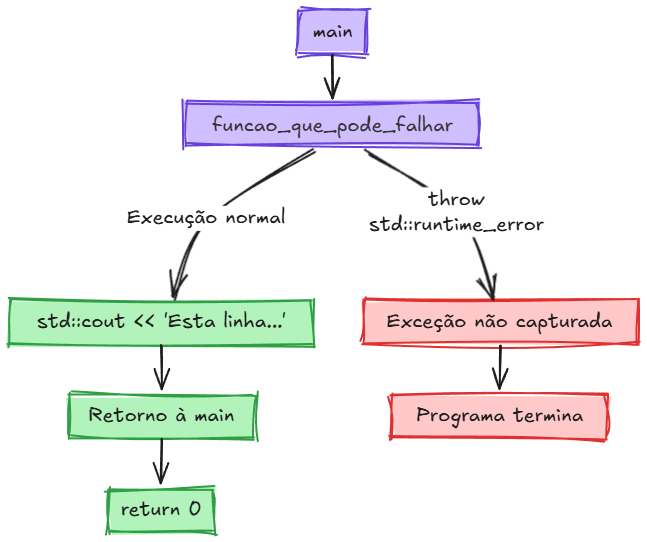 main
funcao_que_pode_falhar
Execução normal
throw
std::runtime_error
std::cout << 'Esta linha...'
Exceção não capturada
Retorno à main
Programa termina
return 0